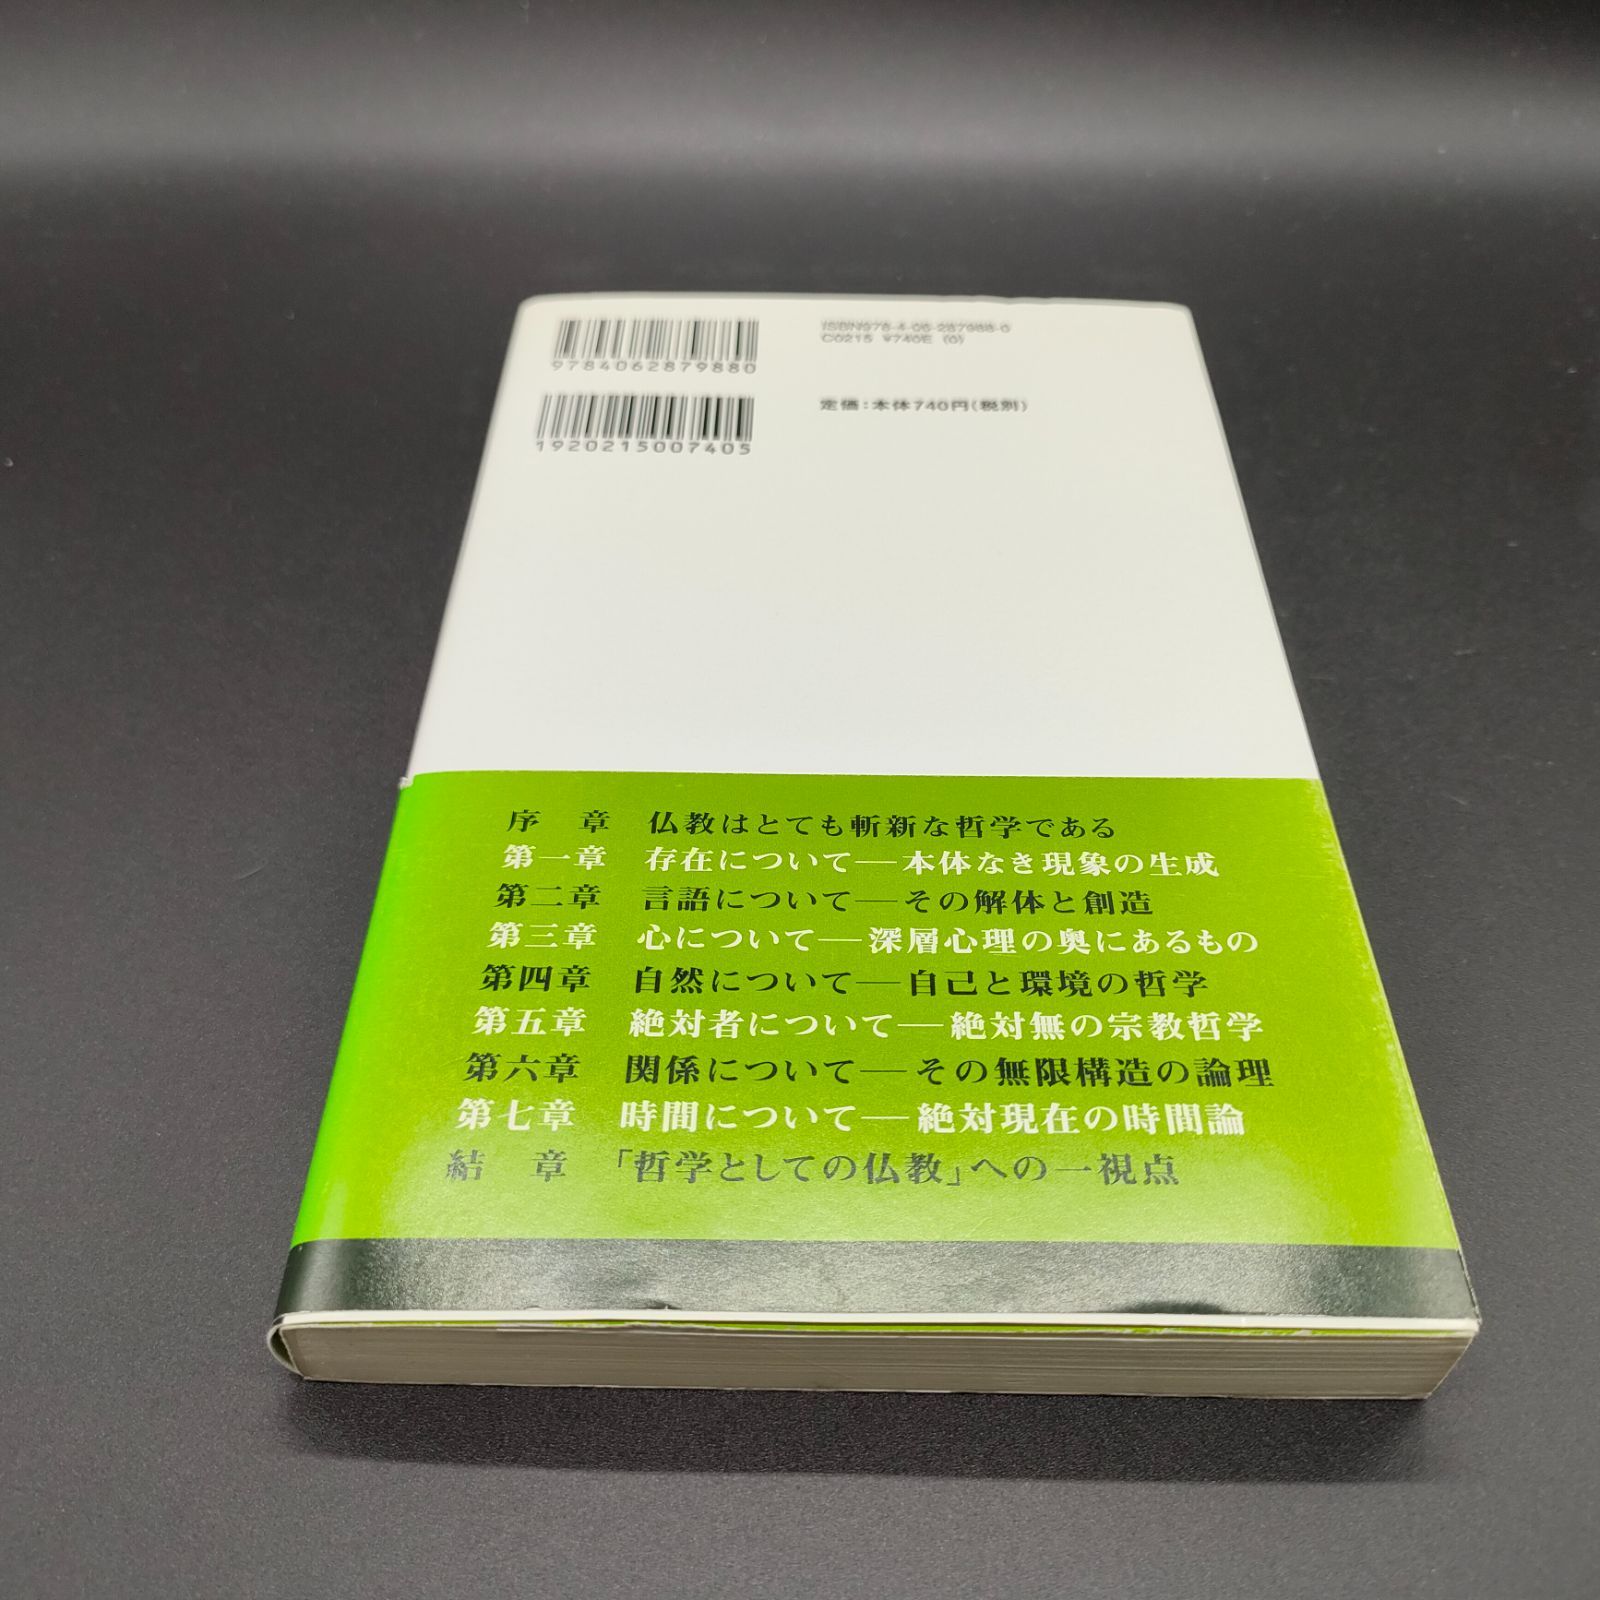 9784062879880
ISBN978-4-06-287988-0
C0215 ¥740E (0)
1920215007405
定価：本体740円（税別）
序　章　仏教はとても斬新な哲学である
第一章　存在について──本体なき現象の生成
第二章　言語について──その解体と創造
第三章　心について──深層心理の奥にあるもの
第四章　自然について──自己と環境の哲学
第五章　絶対者について──絶対無の宗教哲学
第六章　関係について──その無限構造の論理
第七章　時間について──絶対現在の時間論
結　章　「哲学としての仏教」への一視点